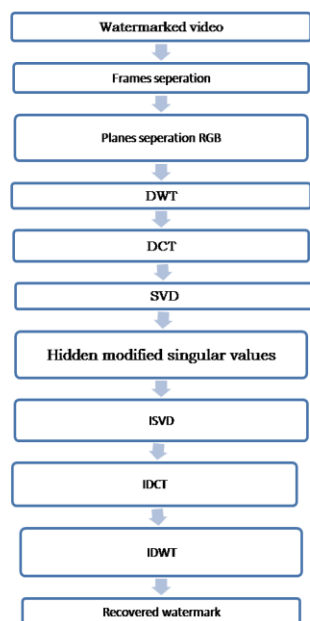 Watermarked video
Frames seperation
Planes seperation RGB
DWT
DCT
SVD
Hidden modified singular values
ISVD
IDCT
IDWT
Recovered watermark